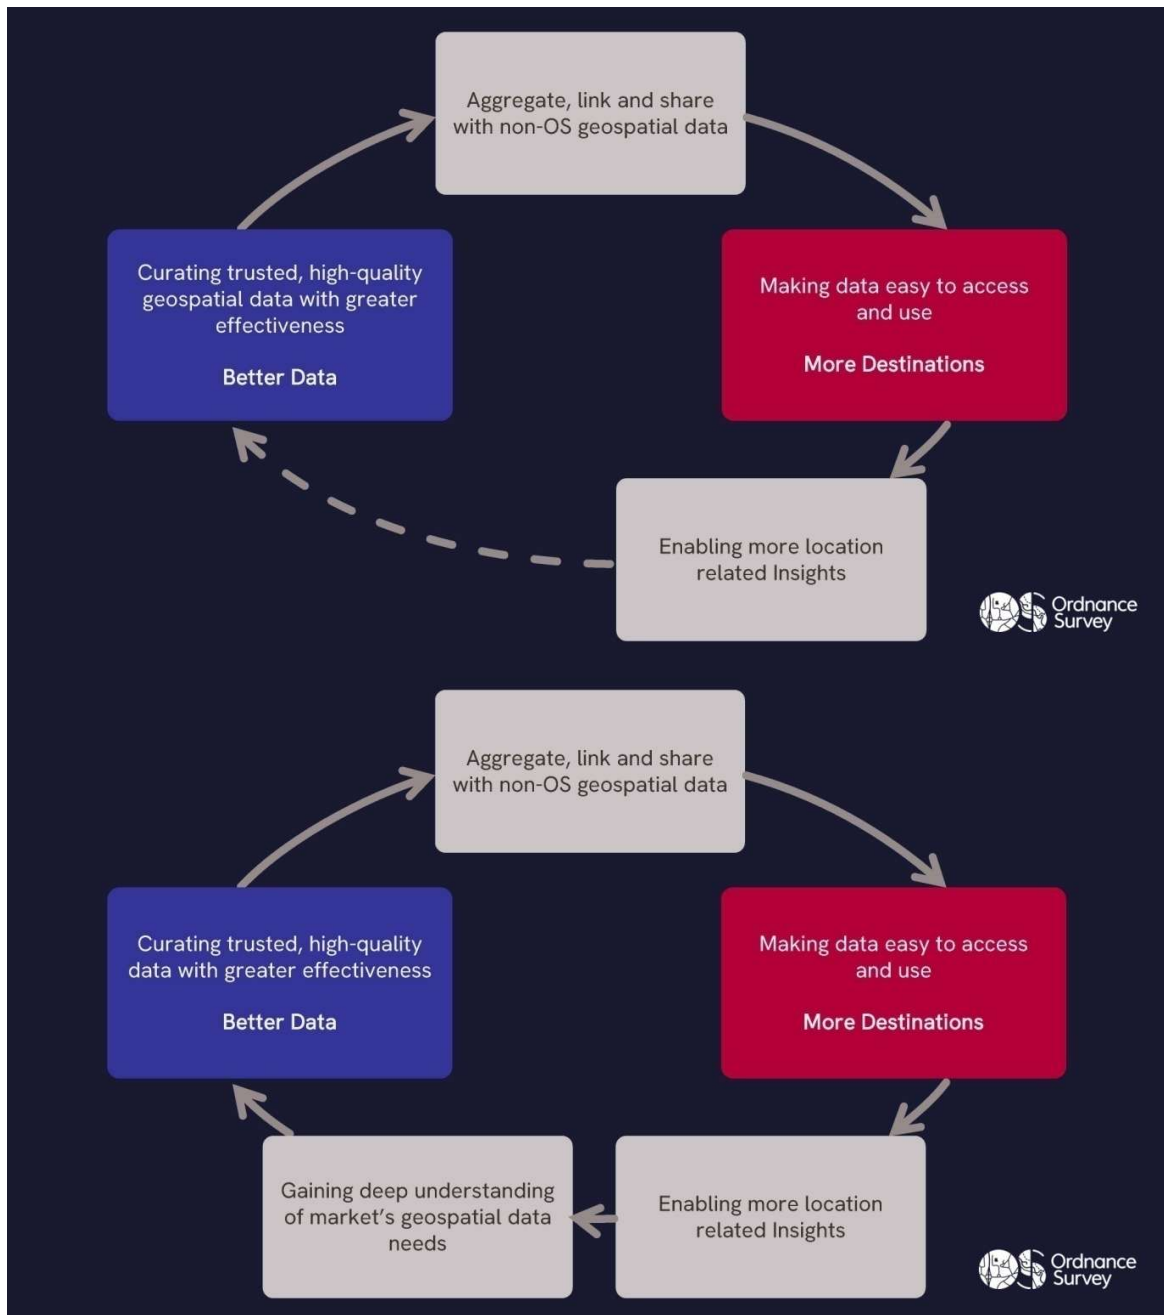 Aggregate, link and share
with non-OS geospatial data
Curating trusted, high-quality
geospatial data with greater
effectiveness
Better Data
Making data easy to access
and use
More Destinations
Enabling more location
related Insights
OS Ordnance
Survey
Aggregate, link and share
with non-OS geospatial data
Curating trusted, high-quality
data with greater effectiveness
Better Data
Making data easy to access
and use
More Destinations
Gaining deep understanding
of market’s geospatial data
needs
Enabling more location
related Insights
OS Ordnance
Survey